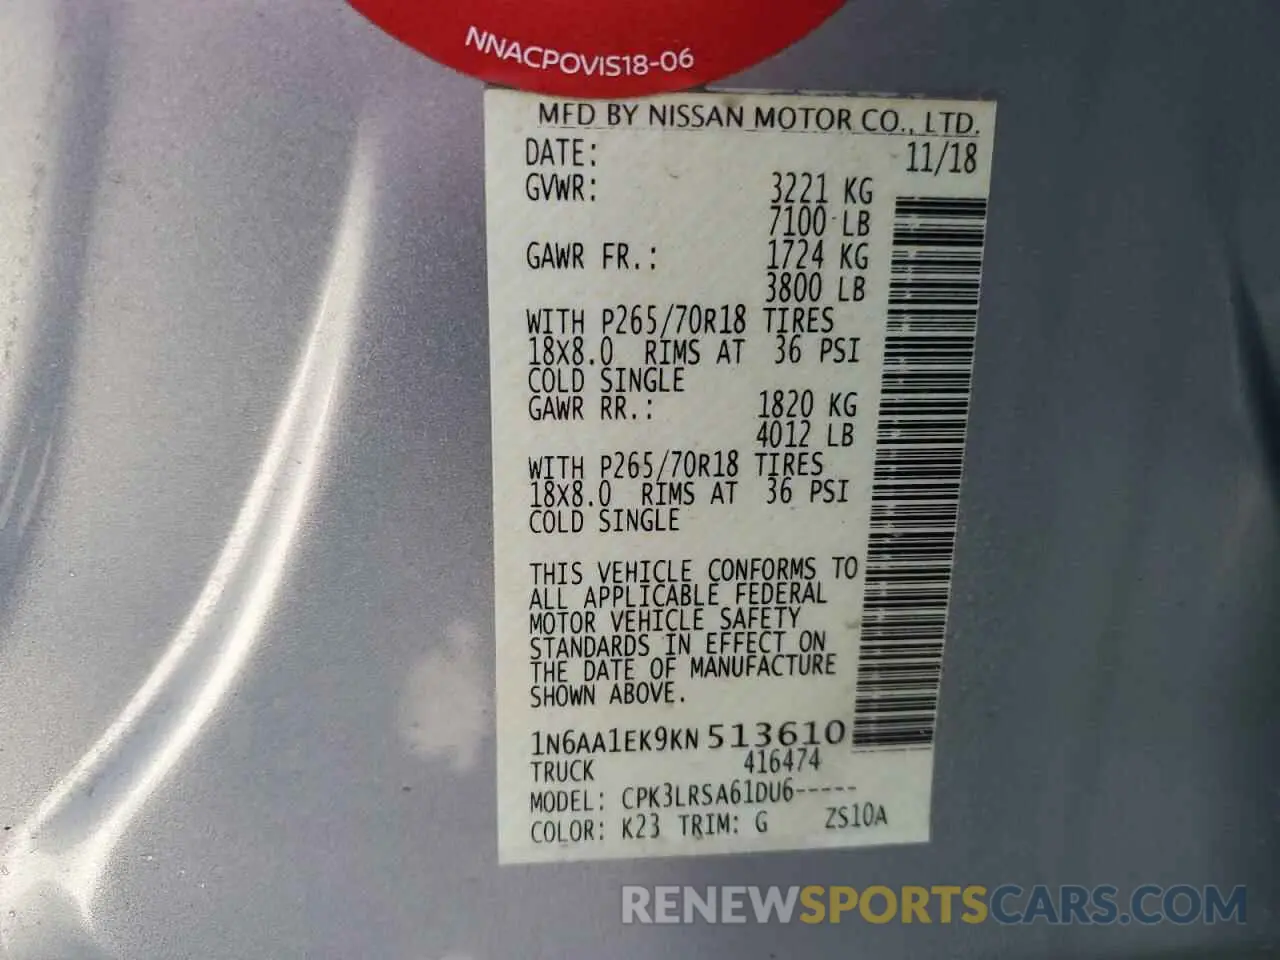 NNACPOVIS18-06
MFD BY NISSAN MOTOR CO., LTD.
DATE: 11/18
GVWR: 3221 KG
7100 LB
GAWR FR.: 1724 KG
3800 LB
WITH P265/70R18 TIRES
18X8.0 RIMS AT 36 PSI
COLD SINGLE
GAWR RR.: 1820 KG
4012 LB
WITH P265/70R18 TIRES
18X8.0 RIMS AT 36 PSI
COLD SINGLE
THIS VEHICLE CONFORMS TO
ALL APPLICABLE FEDERAL
MOTOR VEHICLE SAFETY
STANDARDS IN EFFECT ON
THE DATE OF MANUFACTURE
SHOWN ABOVE.
1N6AA1EK9KN513610
TRUCK 416474
MODEL: CPK3LRSA61DU6-----
COLOR: K23 TRIM: G ZS10A
RENEWSPORTSCARS.COM